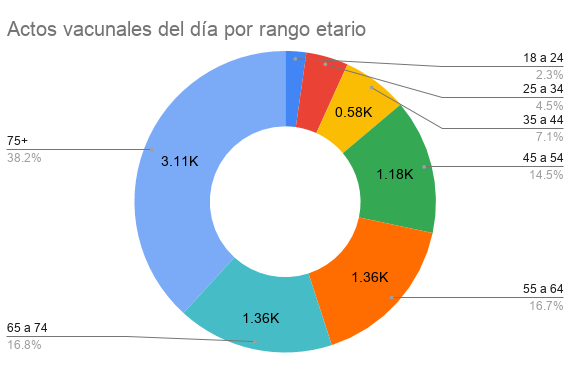 Actos vacunales del día por rango etario
18 a 24
2.3%
25 a 34
4.5%
35 a 44
7.1%
0.58K
75+
38.2%
3.11K
45 a 54
14.5%
1.18K
55 a 64
16.7%
1.36K
65 a 74
16.8%
1.36K